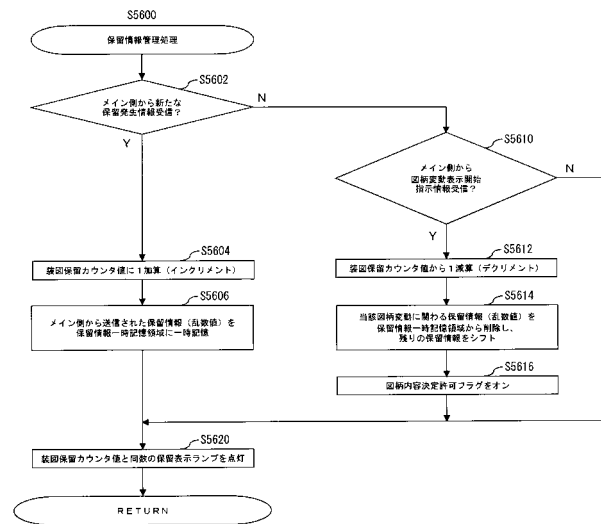 S5600
保留情報管理処理
S5602
メイン側から新たな
保留発生情報受信？
N
Y
S5610
メイン側から
図柄変動表示開始
指示情報受信？
N
Y
S5604
装図保留カウンタ値に１加算（インクリメント）
S5606
メイン側から送信された保留情報（乱数値）を
保留情報一時記憶領域に一時記憶
S5612
装図保留カウンタ値から１減算（デクリメント）
S5614
当該図柄変動に関わる保留情報（乱数値）を
保留情報一時記憶領域から削除し、
残りの保留情報をシフト
S5616
図柄内容決定許可フラグをオン
S5620
装図保留カウンタ値と同数の保留表示ランプを点灯
RETURN